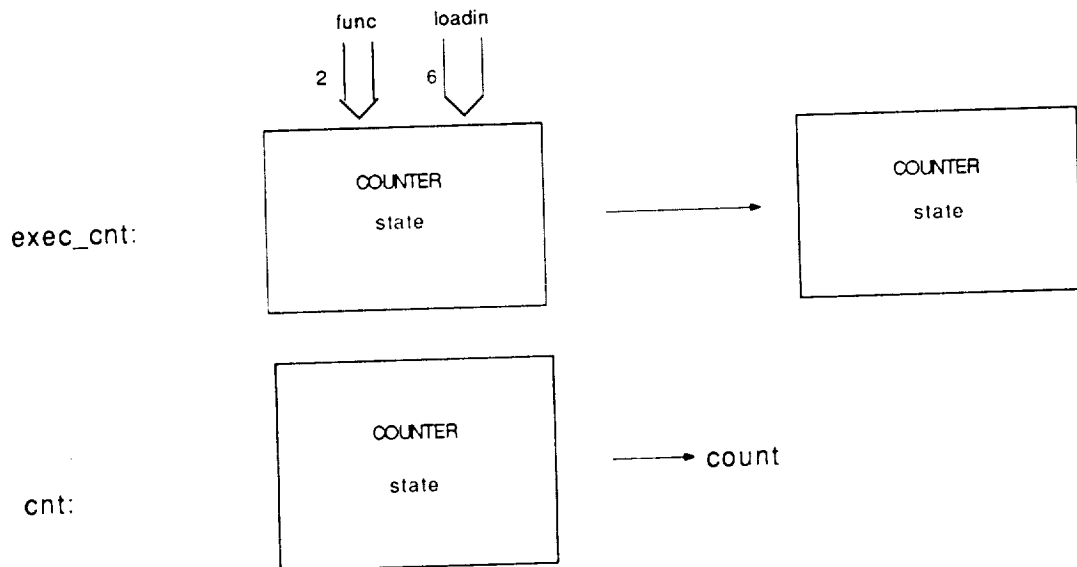 func loadin
2 6
COUNTER
state
exec_cnt:
COUNTER
state
COUNTER
state
cnt:
count